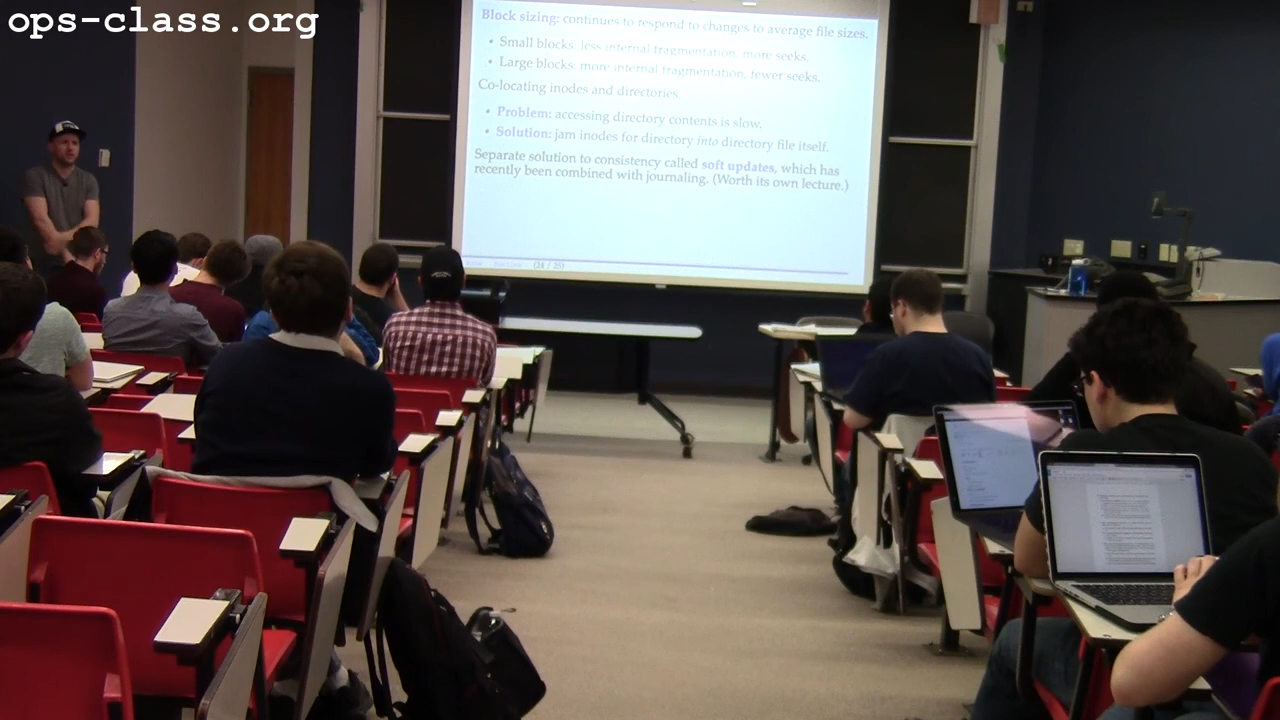 ops-class.org
Block sizing: continues to respond to changes to average file sizes.
• Small blocks: less internal fragmentation, more seeks.
• Large blocks: more internal fragmentation, fewer seeks.
Co-locating inodes and directories
• Problem: accessing directory contents is slow.
• Solution: jam inodes for directory into directory file itself.
Separate solution to consistency called soft updates, which has
recently been combined with journaling. (Worth its own lecture.)
(24 / 25)